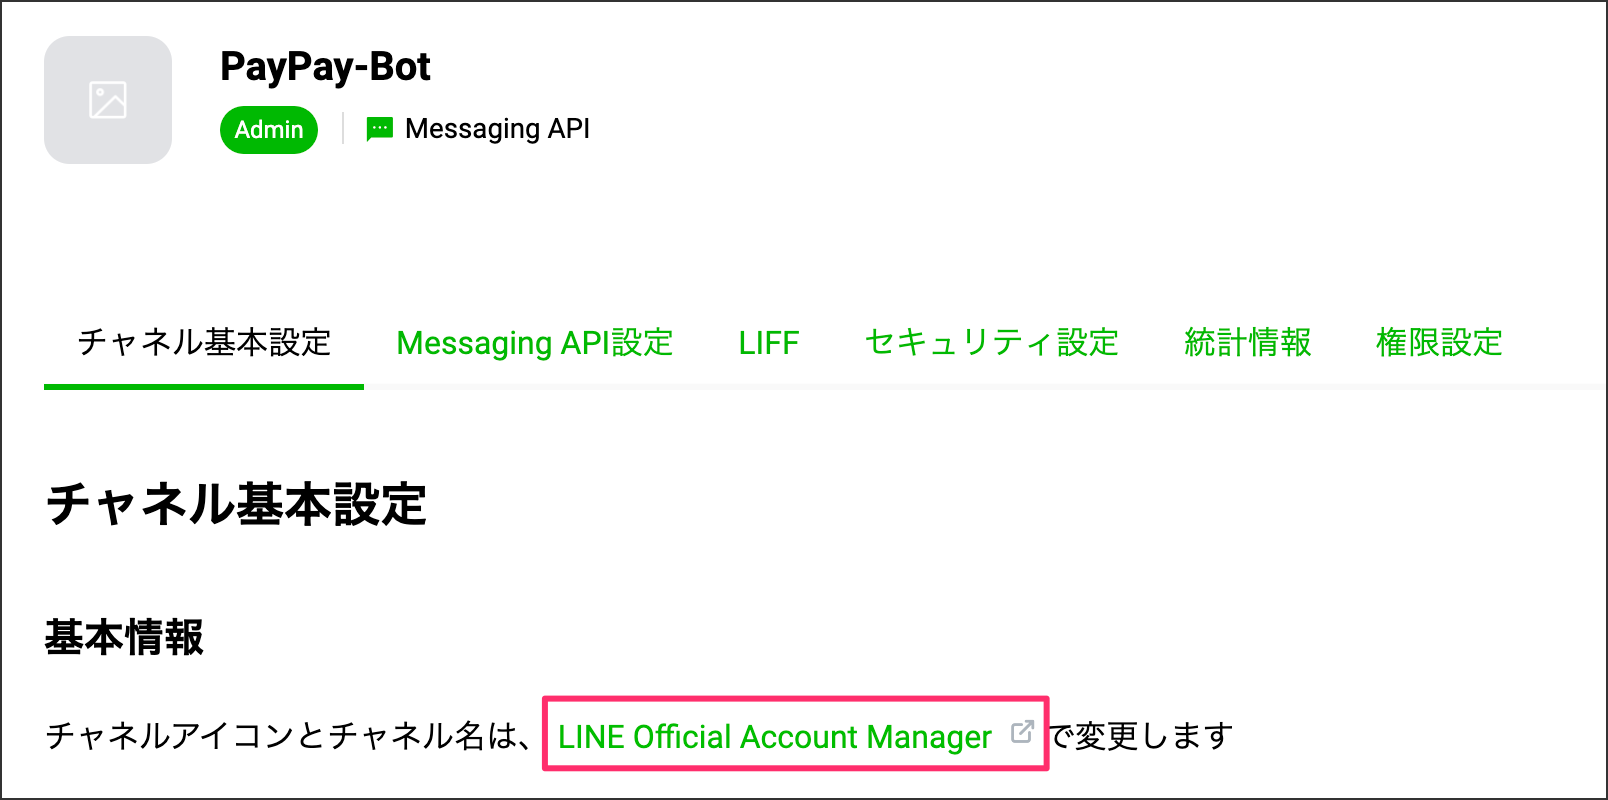 PayPay-Bot
Admin
Messaging API
チャネル基本設定
Messaging API設定
LIFF
セキュリティ設定
統計情報
権限設定
チャネル基本設定
基本情報
チャネルアイコンとチャネル名は、LINE Official Account Managerで変更します